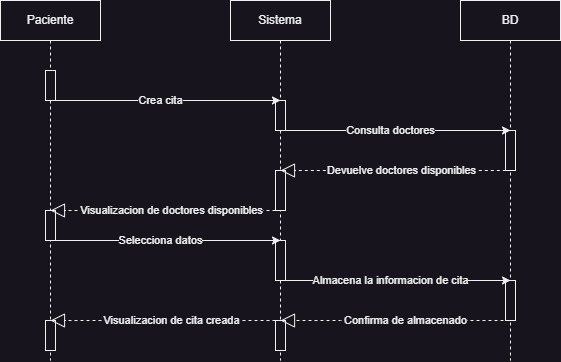 Paciente
Sistema
BD
Crea cita
Consulta doctores
Devuelve doctores disponibles
Visualizacion de doctores disponibles
Selecciona datos
Almacena la informacion de cita
Visualizacion de cita creada
Confirma de almacenado